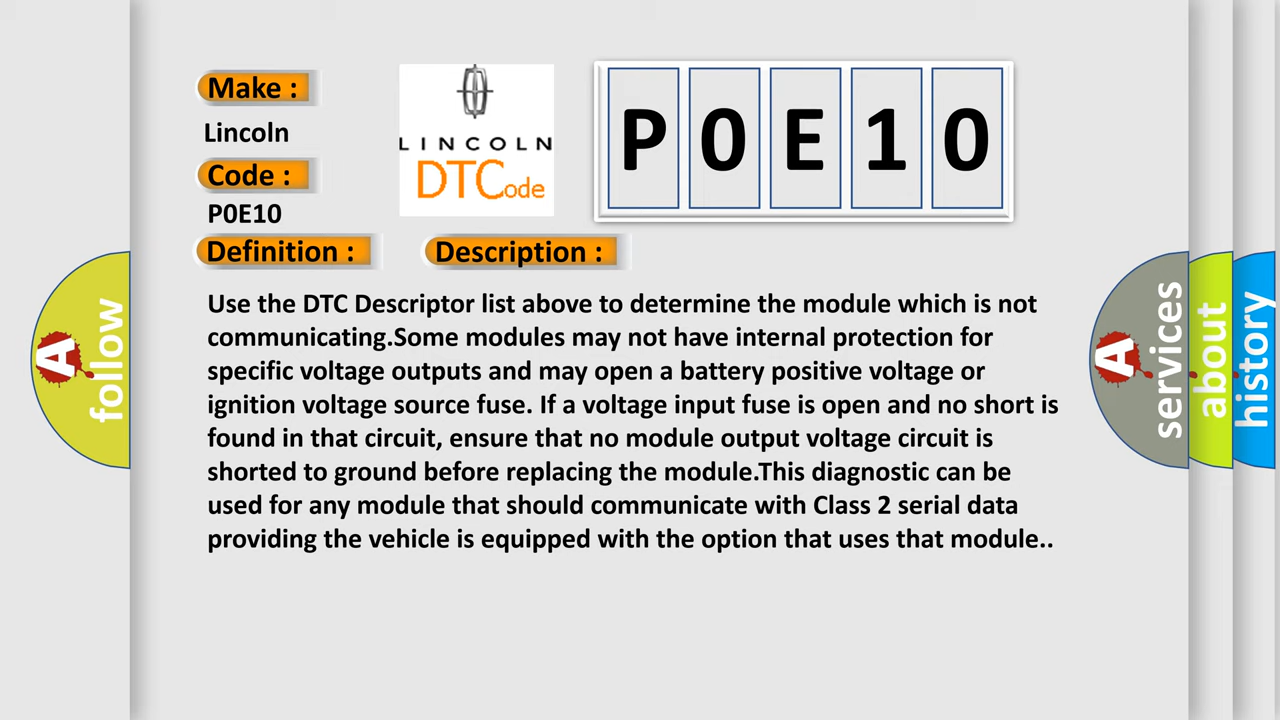 Make :
Lincoln
Code :
P0E10
Definition :
Description :
LINCOLN
DTCode
P0E10
Use the DTC Descriptor list above to determine the module which is not
communicatingSome modules may not have internal protection for
specific voltage outputs and may open a battery positive voltage or
ignition voltage source fuse. If a voltage input fuse is open and no short is
found in that circuit, ensure that no module output voltage circuit is
shorted to ground before replacing the module.This diagnostic can be
used for any module that should communicate with Class 2 serial data
providing the vehicle is equipped with the option that uses that module..
A
follow
A
services
about
history